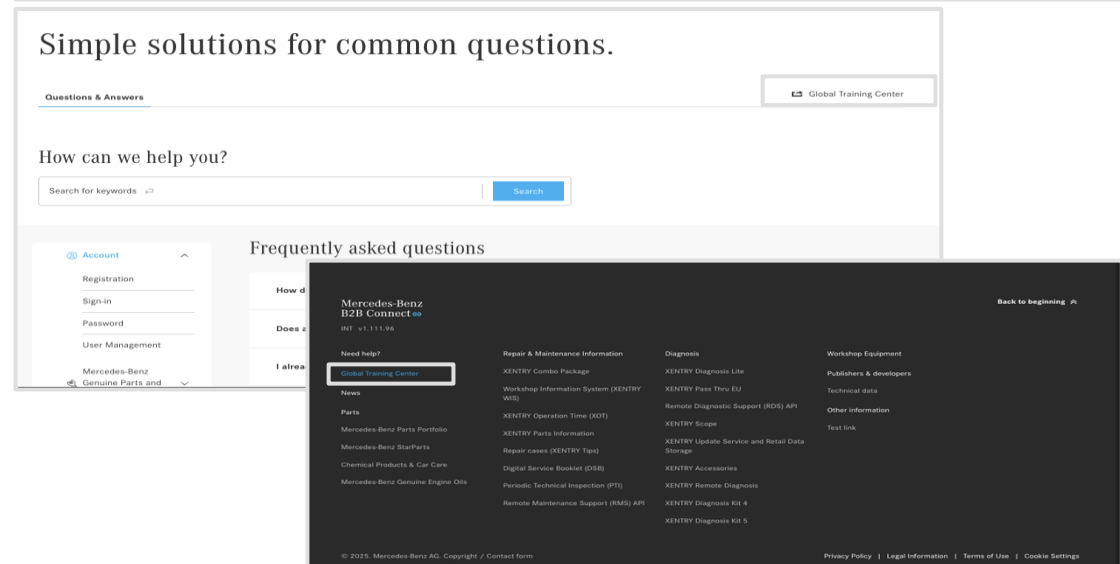 Simple solutions for common questions.
Questions & Answers
Global Training Center
How can we help you?
Search for keywords
Search
Account
Registration
Sign-in
Password
User Management
Mercedes-Benz
Genuine Parts and
Frequently asked questions
How d
Does a
I alrea
Mercedes-Benz
B2B Connect
INT v1.111.96
Back to beginning
Need help?
Global Training Center
News
Parts
Mercedes-Benz Parts Portfolio
Mercedes-Benz StarParts
Chemical Products & Car Care
Mercedes-Benz Genuine Engine Oils
Repair & Maintenance Information
XENTRY Combo Package
Workshop Information System (XENTRY
WIS)
XENTRY Operation Time (XOT)
XENTRY Parts Information
Repair cases (XENTRY Tips)
Digital Service Booklet (DSB)
Periodic Technical Inspection (PTI)
Remote Maintenance Support (RMS) API
Diagnosis
XENTRY Diagnosis Lite
XENTRY Pass Thru EU
Remote Diagnostic Support (RDS) API
XENTRY Scope
XENTRY Update Service and Retail Data
Storage
XENTRY Accessories
XENTRY Remote Diagnosis
XENTRY Diagnosis Kit 4
XENTRY Diagnosis Kit 5
Workshop Equipment
Publishers & developers
Technical data
Other information
Test link
© 2025. Mercedes-Benz AG. Copyright / Contact form
Privacy Policy | Legal Information | Terms of Use | Cookie Settings